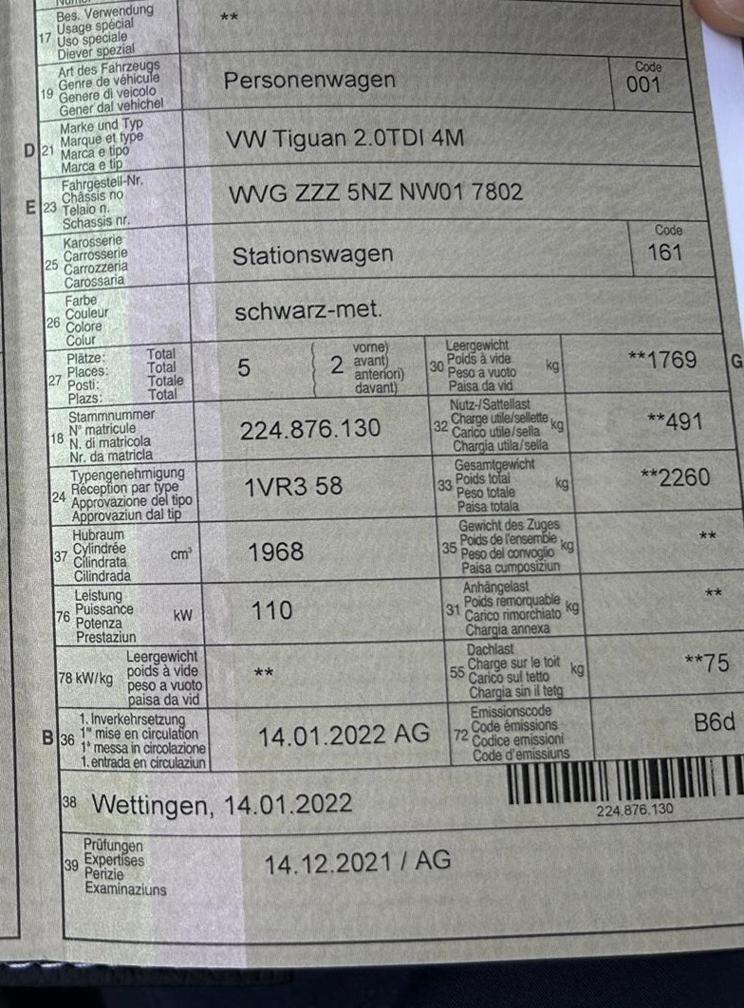 17 Bes. Verwendung
Usage spécial
Uso speciale
Diever spezial
**
19 Art des Fahrzeugs
Genre de véhicule
Genere di veicolo
Gener dal vehichel
Personenwagen
Code
001
D 21 Marke und Typ
Marque et type
Marca e tipo
Marca e tip
VW Tiguan 2.0TDI 4M
E 23 Fahrgestell-Nr.
Châssis no
Telaio n.
Schassis nr.
WVG ZZZ 5NZ NW01 7802
25 Karosserie
Carrosserie
Carrozzeria
Carossaria
Stationswagen
Code
161
26 Farbe
Couleur
Colore
Colur
schwarz-met.
27 Plätze: Total
Places: Total
Posti: Totale
Plazs: Total
5 ( 2 vorne)
avant)
anteriori)
davant)
30 Leergewicht
Poids à vide
Peso a vuoto
Paisa da vid
kg
**1769 G
18 Stammnummer
N° matricule
N. di matricola
Nr. da matricla
224.876.130
32 Nutz-/Sattellast
Charge utile/sellette
Carico utile/sella
Chargia utila/sella
kg
**491
24 Typengenehmigung
Réception par type
Approvazione del tipo
Approvaziun dal tip
1VR3 58
33 Gesamtgewicht
Poids total
Peso totale
Paisa totala
kg
**2260
37 Hubraum
Cylindrée
Cilindrata
Cilindrada
cm³
1968
35 Gewicht des Zuges
Poids de l'ensemble
Peso del convoglio
Paisa cumposiziun
kg
**
76 Leistung
Puissance
Potenza
Prestaziun
kW
110
31 Anhängelast
Poids remorquable
Carico rimorchiato
Chargia annexa
kg
**
78 kW/kg Leergewicht
poids à vide
peso a vuoto
paisa da vid
**
55 Dachlast
Charge sur le toit
Carico sul tetto
Chargia sin il tetg
kg
**75
B 36 1. Inverkehrsetzung
1re mise en circulation
1a messa in circolazione
1. entrada en circulaziun
14.01.2022 AG
72 Emissionscode
Code émissions
Codice emissioni
Code d'emissiuns
B6d
38 Wettingen, 14.01.2022
224.876.130
39 Prüfungen
Expertises
Perizie
Examinaziuns
14.12.2021 / AG